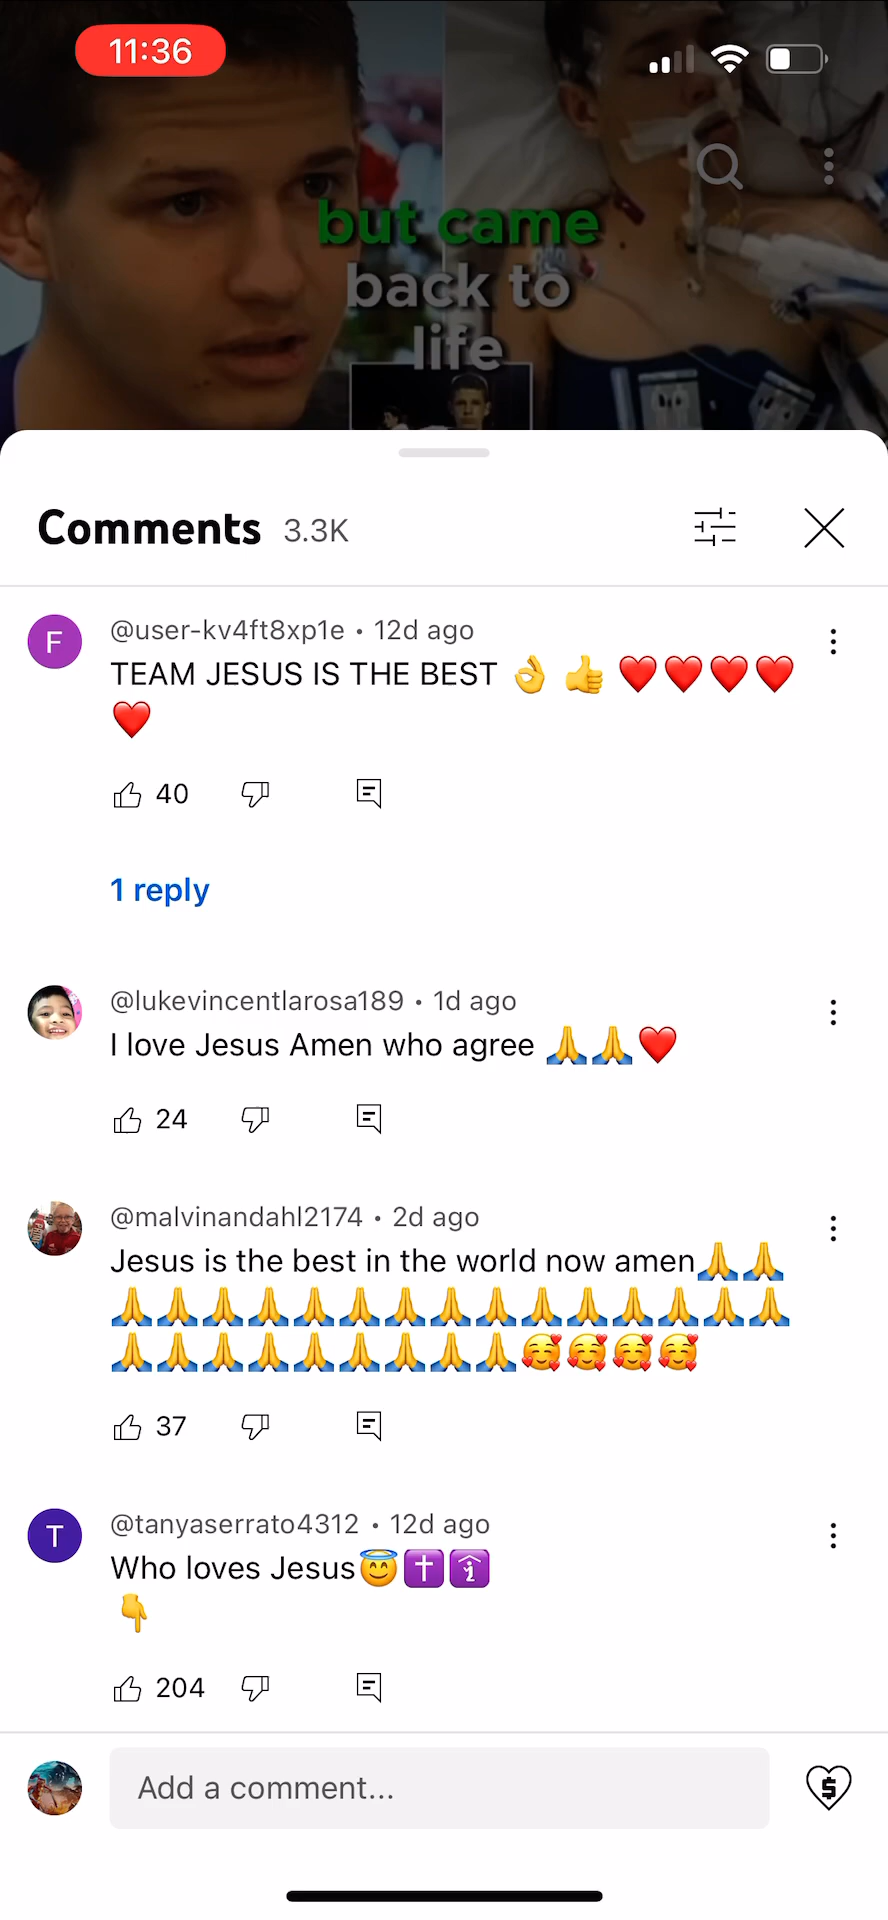 11:36
but came
back to
life
Comments 3.3K
F
@user-kv4ft8xp1e • 12d ago
TEAM JESUS IS THE BEST 👌 👍 ❤️❤️❤️❤️
❤️
40
1 reply
@lukevincentlarosa189 • 1d ago
I love Jesus Amen who agree 🙏🙏❤️
24
@malvinandahl2174 • 2d ago
Jesus is the best in the world now amen🙏🙏
🙏🙏🙏🙏🙏🙏🙏🙏🙏🙏🙏🙏🙏🙏🙏
🙏🙏🙏🙏🙏🙏🙏🙏🙏🥰🥰🥰🥰
37
T
@tanyaserrato4312 • 12d ago
Who loves Jesus😇✝️🛐
👇
204
Add a comment...
$